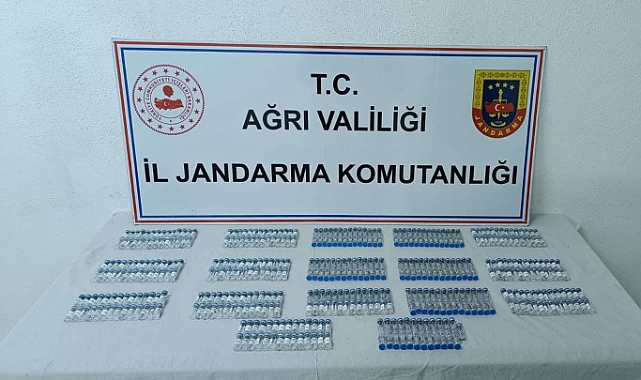 T.C.
AĞRI VALİLİĞİ
İL JANDARMA KOMUTANLIĞI
JANDARMA